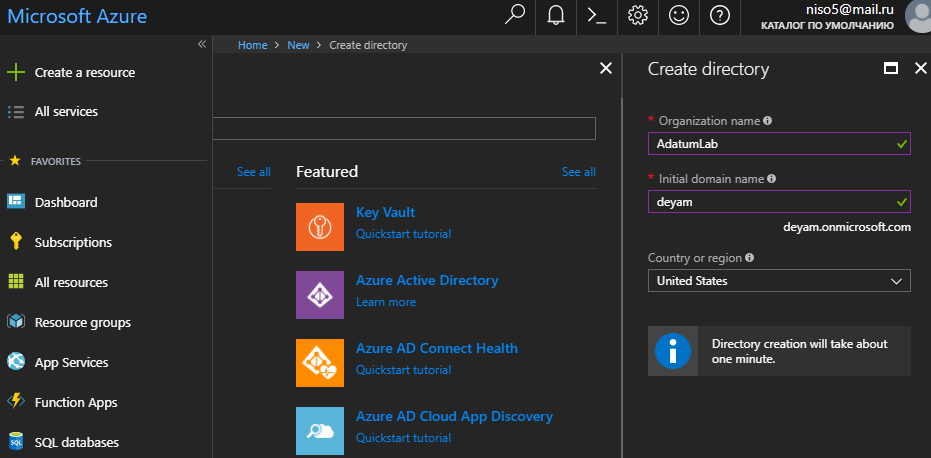 Microsoft Azure
niso5@mail.ru
КАТАЛОГ ПО УМОЛЧАНИЮ
Create a resource
All services
FAVORITES
Dashboard
Subscriptions
All resources
Resource groups
App Services
Function Apps
SQL databases
Home > New > Create directory
See all
Featured
See all
Key Vault
Quickstart tutorial
Azure Active Directory
Learn more
Azure AD Connect Health
Quickstart tutorial
Azure AD Cloud App Discovery
Quickstart tutorial
Create directory
* Organization name
AdatumLab
* Initial domain name
deyam
deyam.onmicrosoft.com
Country or region
United States
Directory creation will take about
one minute.